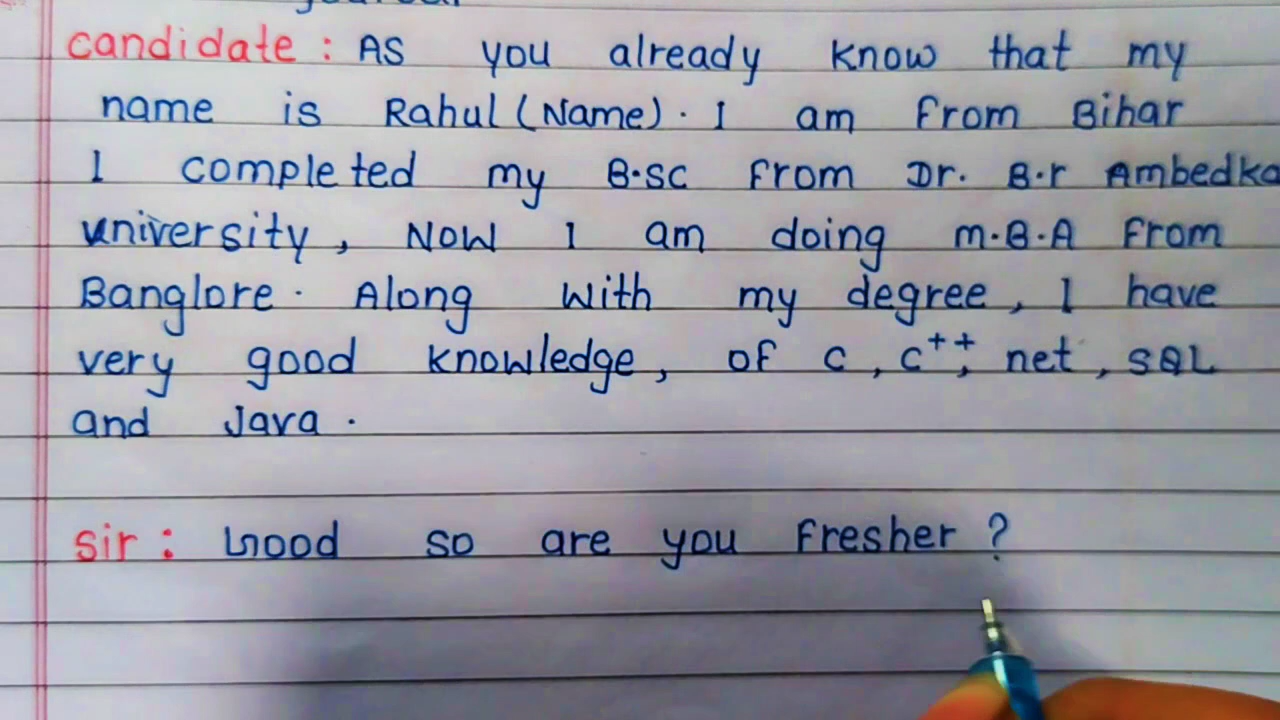 candidate: As you already know that my
name is Rahul (Name). I am from Bihar
I completed my B.sc from Dr. B.r Ambedka
university, Now I am doing m.B.A from
Banglore. Along with my degree, I have
very good knowledge, of c, c++, net, SQL
and Java.
sir: Good so are you fresher?